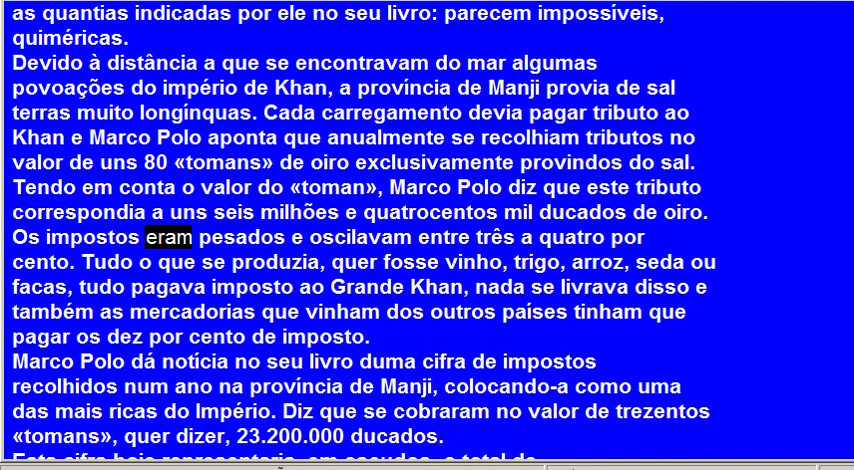 as quantias indicadas por ele no seu livro: parecem impossíveis,
quiméricas.
Devido à distância a que se encontravam do mar algumas
povoações do império de Khan, a província de Manji provia de sal
terras muito longínquas. Cada carregamento devia pagar tributo ao
Khan e Marco Polo aponta que anualmente se recolhiam tributos no
valor de uns 80 «tomans» de oiro exclusivamente provindos do sal.
Tendo em conta o valor do «toman», Marco Polo diz que este tributo
correspondia a uns seis milhões e quatrocentos mil ducados de oiro.
Os impostos eram pesados e oscilavam entre três a quatro por
cento. Tudo o que se produzia, quer fosse vinho, trigo, arroz, seda ou
facas, tudo pagava imposto ao Grande Khan, nada se livrava disso e
também as mercadorias que vinham dos outros países tinham que
pagar os dez por cento de imposto.
Marco Polo dá notícia no seu livro duma cifra de impostos
recolhidos num ano na província de Manji, colocando-a como uma
das mais ricas do Império. Diz que se cobraram no valor de trezentos
«tomans», quer dizer, 23.200.000 ducados.
Esta cifra hoje representaria, em escudos, o total de